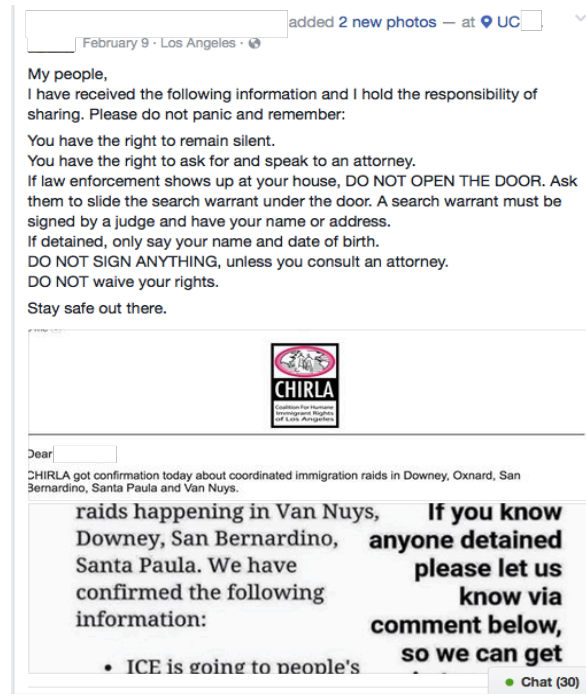 added 2 new photos — at UC
February 9 · Los Angeles ·
My people,
I have received the following information and I hold the responsibility of
sharing. Please do not panic and remember:
You have the right to remain silent.
You have the right to ask for and speak to an attorney.
If law enforcement shows up at your house, DO NOT OPEN THE DOOR. Ask
them to slide the search warrant under the door. A search warrant must be
signed by a judge and have your name or address.
If detained, only say your name and date of birth.
DO NOT SIGN ANYTHING, unless you consult an attorney.
DO NOT waive your rights.
Stay safe out there.
CHIRLA
Coalition For Humane
Immigrant Rights
of Los Angeles
Dear
CHIRLA got confirmation today about coordinated immigration raids in Downey, Oxnard, San
Bernardino, Santa Paula and Van Nuys.
raids happening in Van Nuys,
Downey, San Bernardino,
Santa Paula. We have
confirmed the following
information:
• ICE is going to people's
If you know
anyone detained
please let us
know via
comment below,
so we can get
Chat (30)